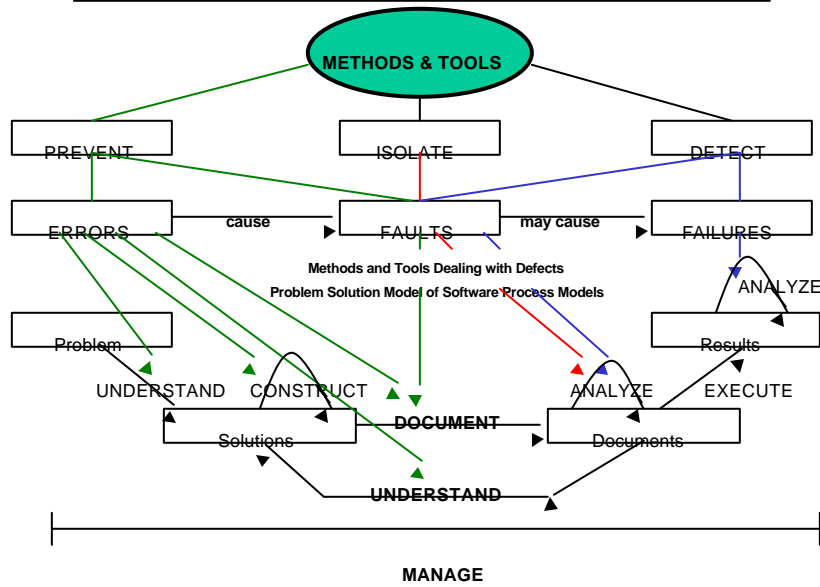 METHODS & TOOLS
PREVENT
ISOLATE
DETECT
ERRORS
cause
FAULTS
may cause
FAILURES
Methods and Tools Dealing with Defects
ANALYZE
Problem Solution Model of Software Process Models
Problem
Results
UNDERSTAND
CONSTRUCT
ANALYZE
EXECUTE
DOCUMENT
Solutions
Documents
UNDERSTAND
MANAGE